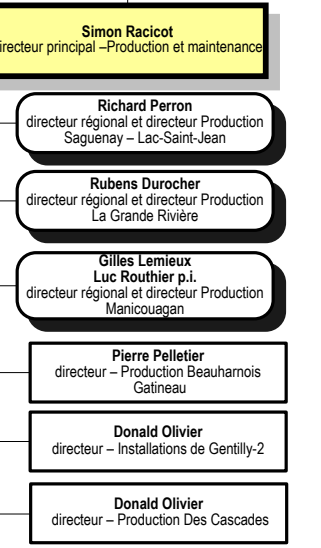 Simon Racicot
directeur principal –Production et maintenance
Richard Perron
directeur régional et directeur Production
Saguenay – Lac-Saint-Jean
Rubens Durocher
directeur régional et directeur Production
La Grande Rivière
Gilles Lemieux
Luc Routhier p.i.
directeur régional et directeur Production
Manicouagan
Pierre Pelletier
directeur – Production Beauharnois
Gatineau
Donald Olivier
directeur – Installations de Gentilly-2
Donald Olivier
directeur – Production Des Cascades